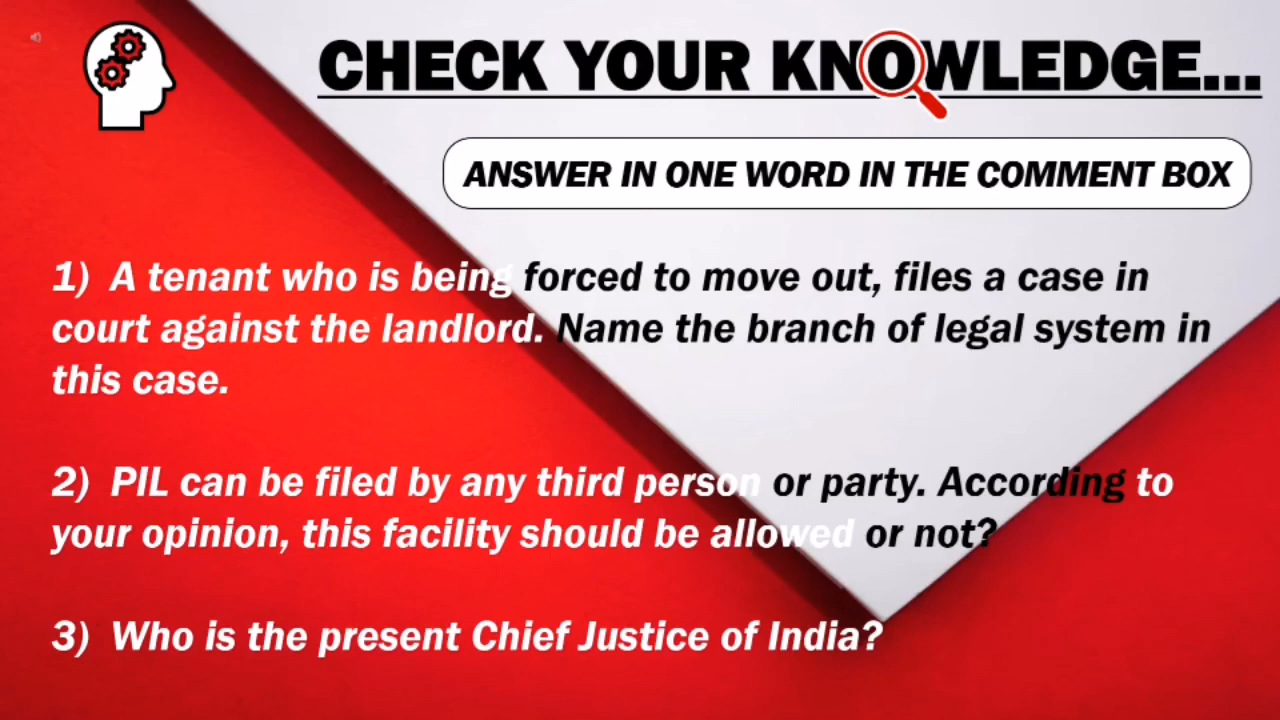 CHECK YOUR KNOWLEDGE...
ANSWER IN ONE WORD IN THE COMMENT BOX
1) A tenant who is being forced to move out, files a case in
court against the landlord. Name the branch of legal system in
this case.
2) PIL can be filed by any third person or party. According to
your opinion, this facility should be allowed or not?
3) Who is the present Chief Justice of India?